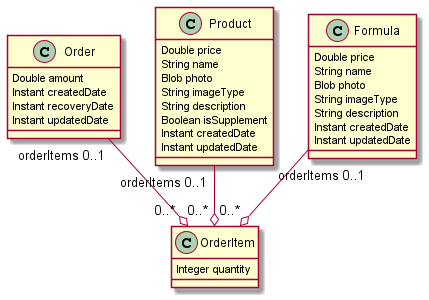 C Order
Double amount
Instant createdDate
Instant recoveryDate
Instant updatedDate
C Product
Double price
String name
Blob photo
String imageType
String description
Boolean isSupplement
Instant createdDate
Instant updatedDate
C Formula
Double price
String name
Blob photo
String imageType
String description
Instant createdDate
Instant updatedDate
orderItems 0..1
orderItems 0..1
orderItems 0..1
0..*
0..*
0..*
C OrderItem
Integer quantity